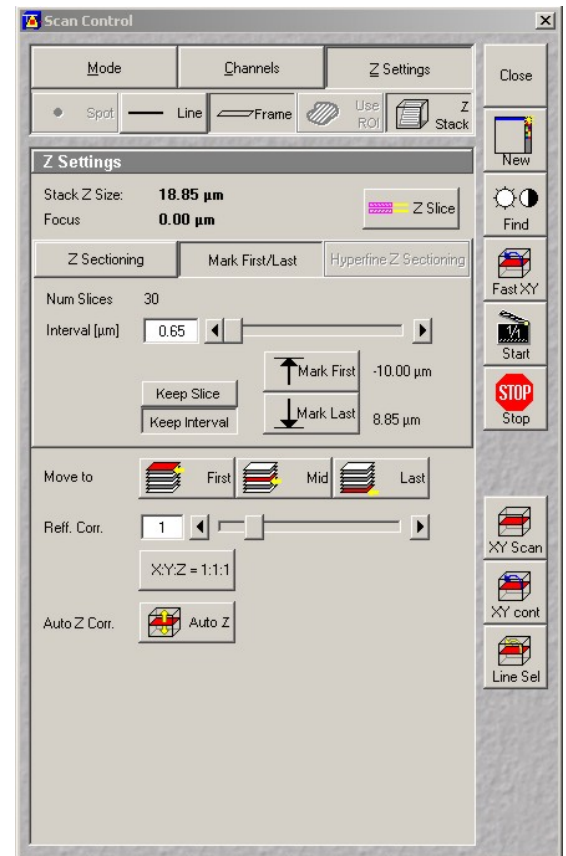 Scan Control
Mode Channels Z Settings Close
Spot Line Frame Use ROI Z Stack
New
Z Settings
Stack Z Size: 18.85 µm
Focus 0.00 µm
Z Slice
Find
Z Sectioning Mark First/Last Hyperfine Z Sectioning
Num Slices 30
Fast XY
Interval [µm] 0.65
1/1
Start
Mark First -10.00 µm
Keep Slice
STOP
Keep Interval Mark Last 8.85 µm
Stop
Move to First Mid Last
Reff. Corr. 1
XY Scan
X:Y:Z = 1:1:1
XY cont
Auto Z Corr. Auto Z
Line Sel